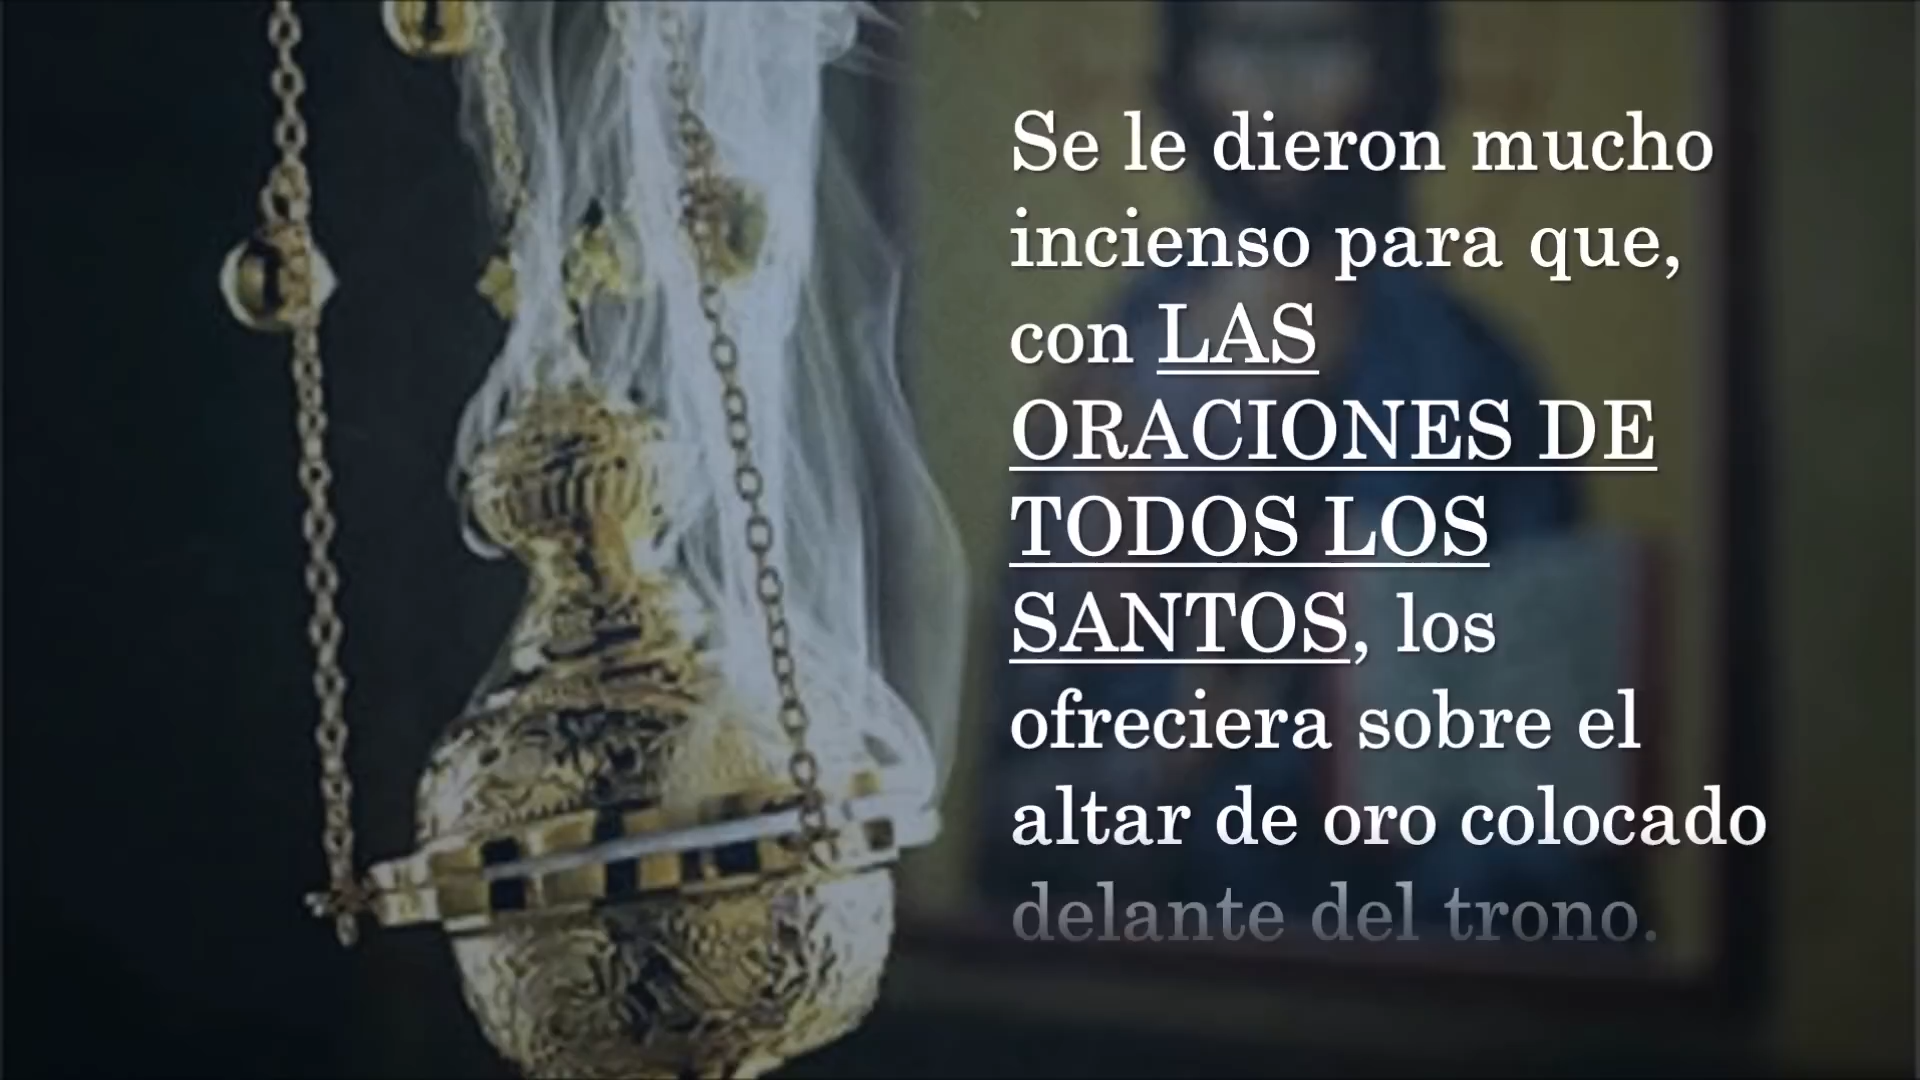 Se le dieron mucho
incienso para que,
con LAS
ORACIONES DE
TODOS LOS
SANTOS, los
ofreciera sobre el
altar de oro colocado
delante del trono.